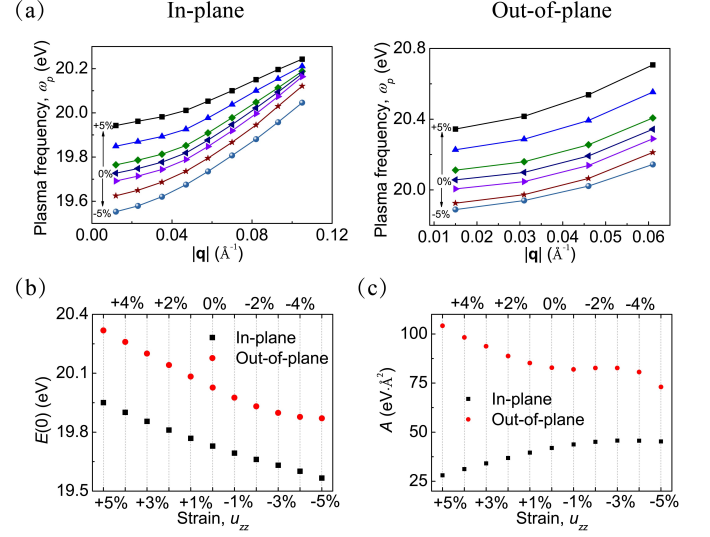 (a) In-plane Out-of-plane
Plasma frequency, ωp (eV)
20.2
20.0
19.8
19.6
+5%
0%
-5%
0.00 0.03 0.06 0.09 0.12
|q| (Å-1)
Plasma frequency, ωp (eV)
20.8
20.4
20.0
+5%
0%
-5%
0.01 0.02 0.03 0.04 0.05 0.06
|q| (Å-1)
(b)
+4% +2% 0% -2% -4%
E(0) (eV)
20.4
20.1
19.8
19.5
In-plane
Out-of-plane
+5% +3% +1% -1% -3% -5%
Strain, uzz
(c)
+4% +2% 0% -2% -4%
A (eV.Å2)
100
75
50
25
In-plane
Out-of-plane
+5% +3% +1% -1% -3% -5%
Strain, uzz